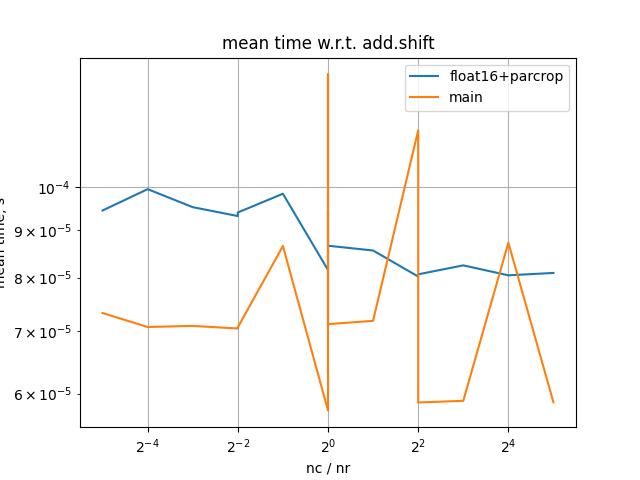 mean time w.r.t. add.shift
float16+parcrop
main
10⁻⁴
9 × 10⁻⁵
8 × 10⁻⁵
7 × 10⁻⁵
6 × 10⁻⁵
mean time, s
2⁻⁴ 2⁻² 2⁰ 2² 2⁴
nc / nr